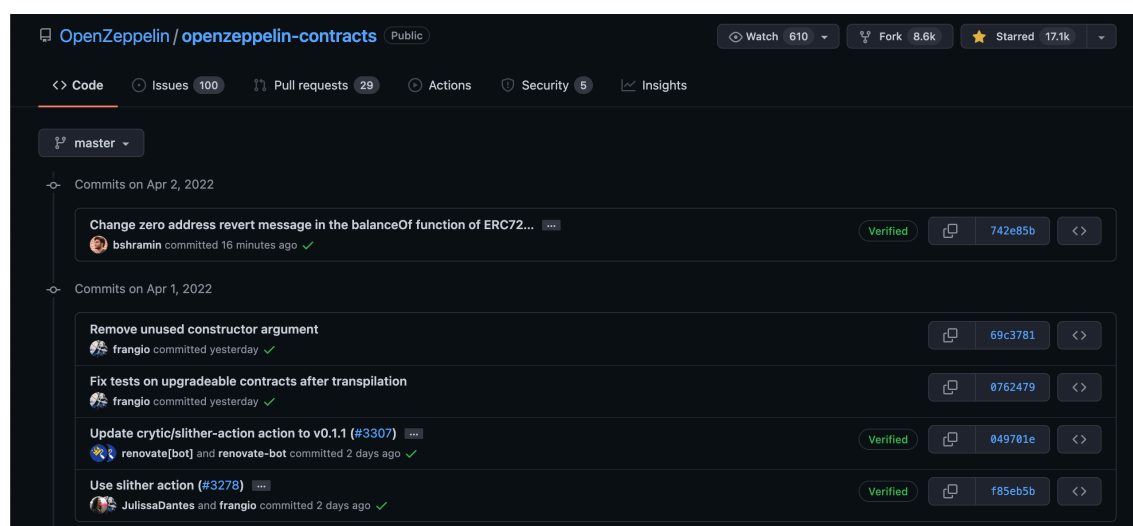 OpenZeppelin / openzeppelin-contracts Public Watch 610 Fork 8.6k Starred 17.1k
<> Code Issues 100 Pull requests 29 Actions Security 5 Insights
master
Commits on Apr 2, 2022
Change zero address revert message in the balanceOf function of ERC72... ...
Verified 742e85b <>
bshramin committed 16 minutes ago ✓
Commits on Apr 1, 2022
Remove unused constructor argument
69c3781 <>
frangio committed yesterday ✓
Fix tests on upgradeable contracts after transpilation
0762479 <>
frangio committed yesterday ✓
Update crytic/slither-action action to v0.1.1 (#3307) ...
Verified 049701e <>
renovate[bot] and renovate-bot committed 2 days ago ✓
Use slither action (#3278) ...
Verified f85eb5b <>
JulissaDantes and frangio committed 2 days ago ✓